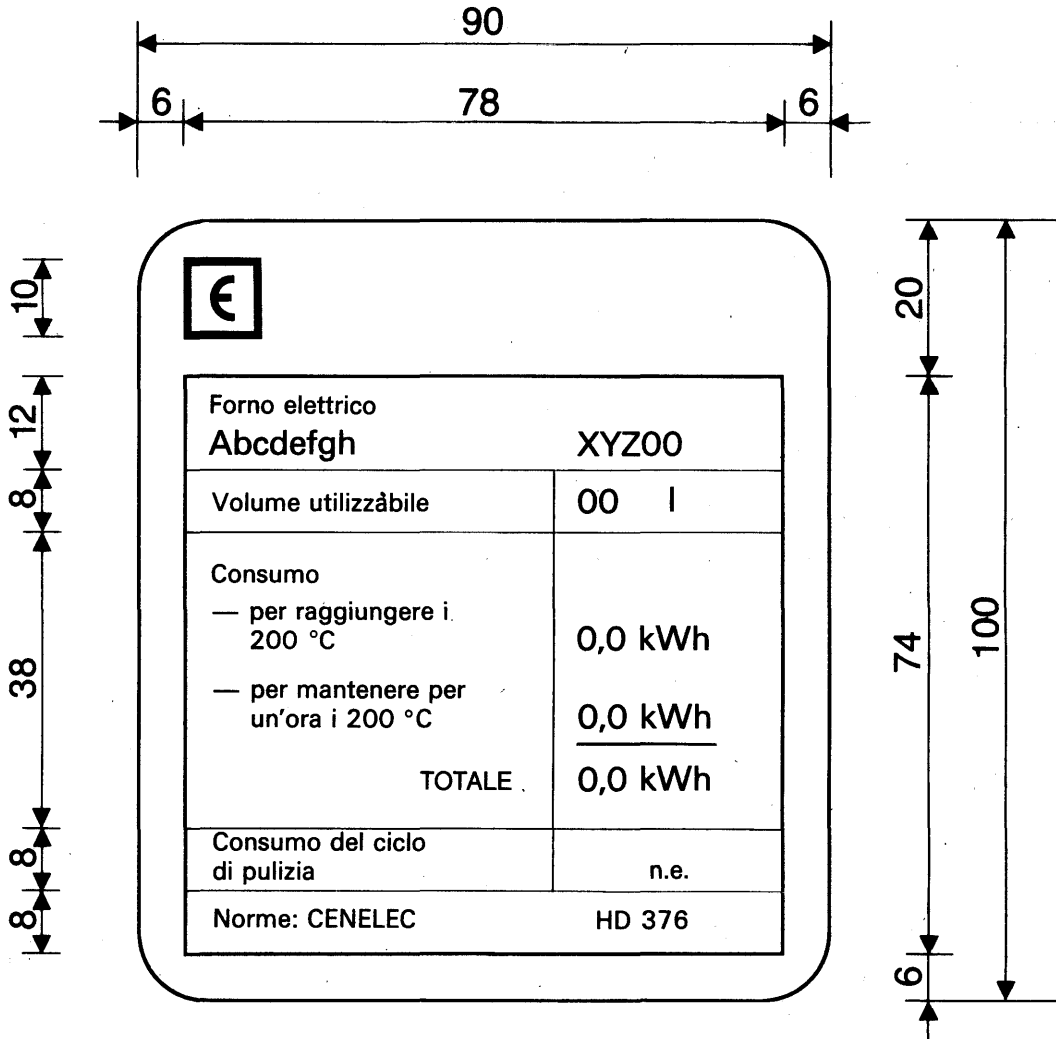 90
6 78 6
10
20
Є
12
Forno elettrico
Abcdefgh XYZ00
8
Volume utilizzabile 00 l
38
Consumo
— per raggiungere i
200 °C 0,0 kWh
— per mantenere per
un'ora i 200 °C 0,0 kWh
TOTALE 0,0 kWh
74
100
8
Consumo del ciclo
di pulizia n.e.
8
Norme: CENELEC HD 376
6